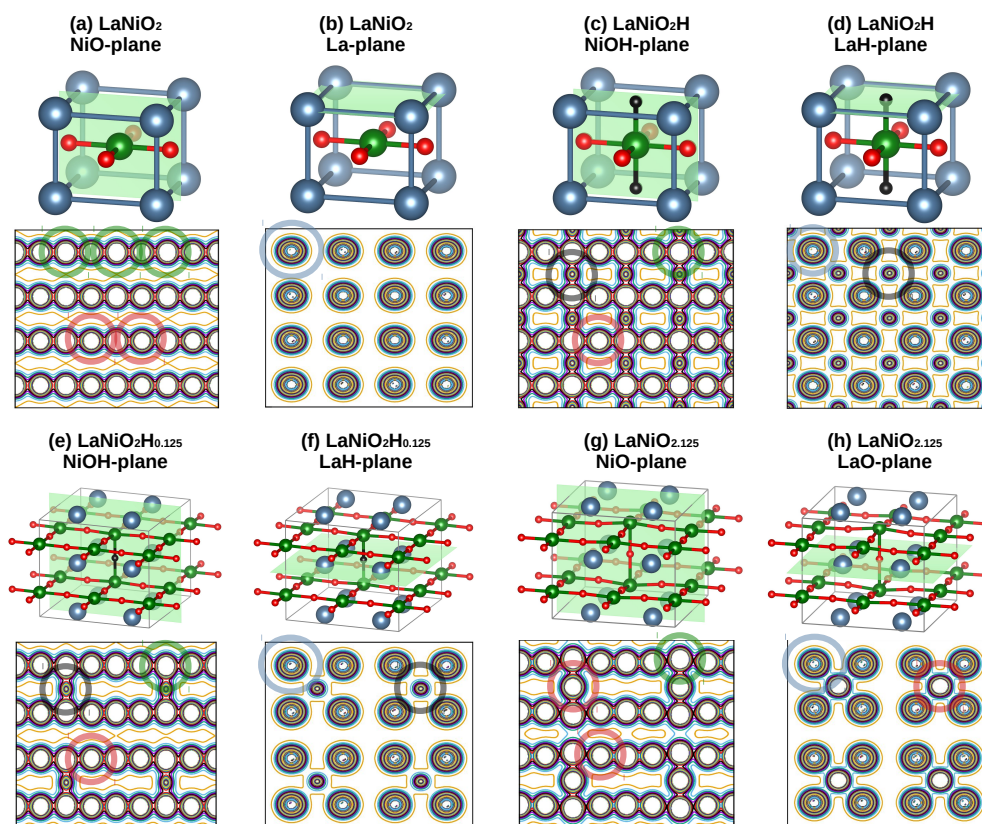 (a) LaNiO₂
NiO-plane
(b) LaNiO₂
La-plane
(c) LaNiO₂H
NiOH-plane
(d) LaNiO₂H
LaH-plane
(e) LaNiO₂H₀.₁₂₅
NiOH-plane
(f) LaNiO₂H₀.₁₂₅
LaH-plane
(g) LaNiO₂.₁₂₅
NiO-plane
(h) LaNiO₂.₁₂₅
LaO-plane